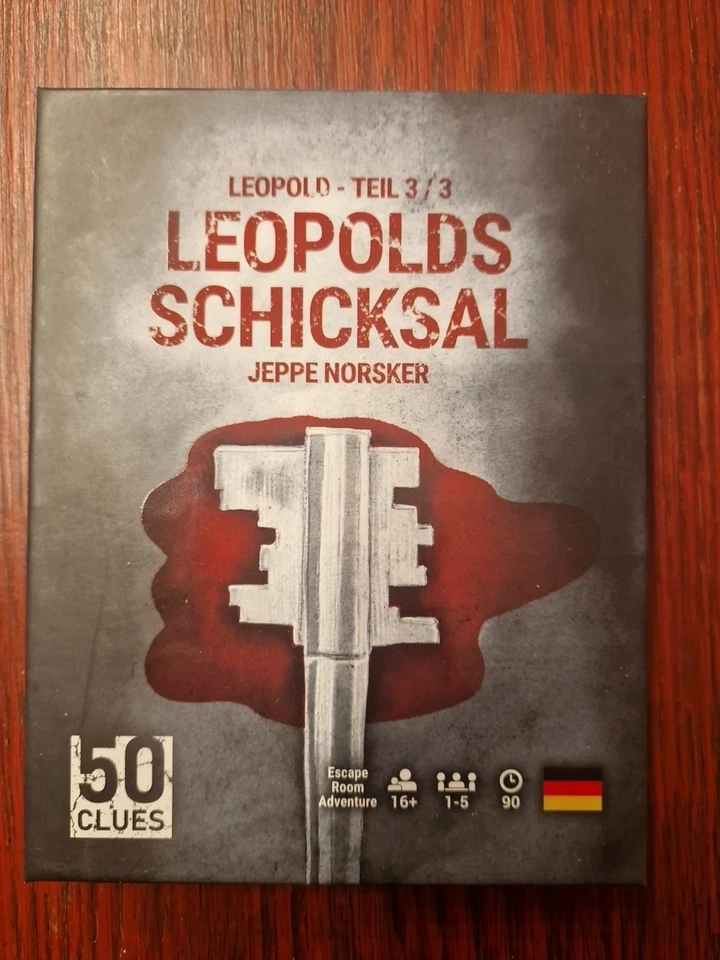 LEOPOLD - TEIL 3 / 3
LEOPOLDS
SCHICKSAL
JEPPE NORSKER
50
CLUES
Escape
Room
Adventure
16+
1-5
90